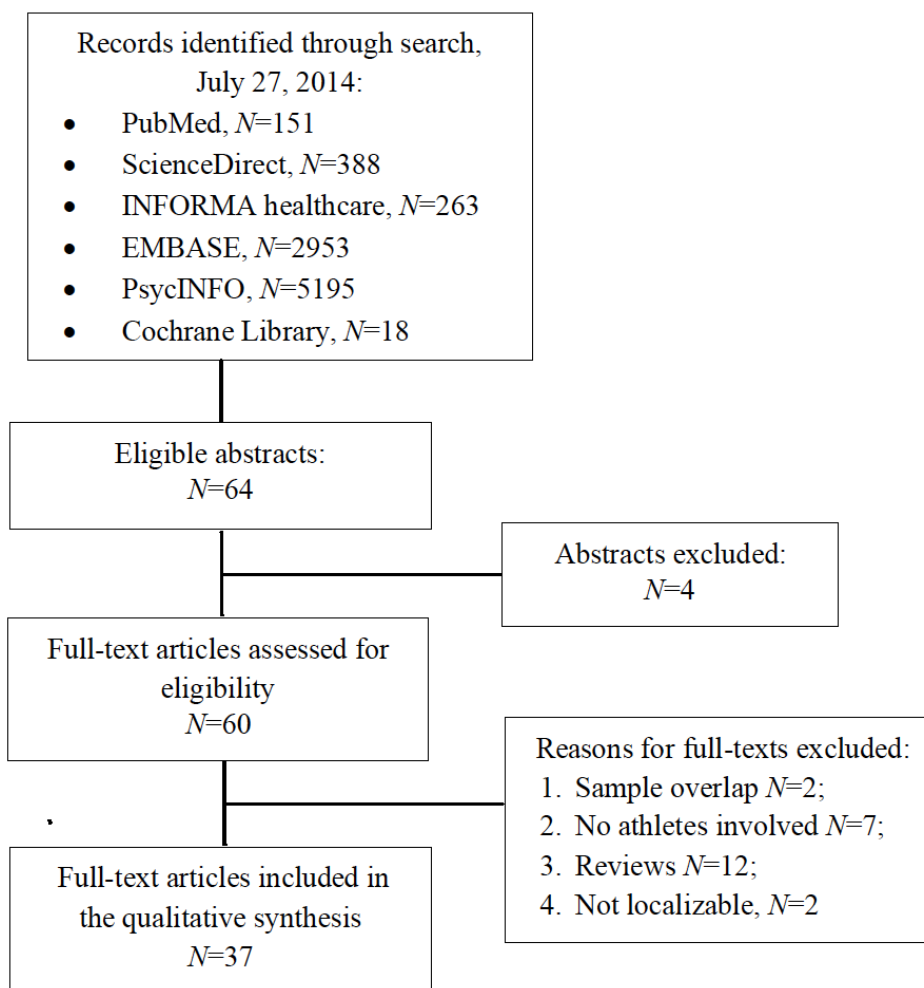 Records identified through search,
July 27, 2014:
• PubMed, N=151
• ScienceDirect, N=388
• INFORMA healthcare, N=263
• EMBASE, N=2953
• PsycINFO, N=5195
• Cochrane Library, N=18
Eligible abstracts:
N=64
Abstracts excluded:
N=4
Full-text articles assessed for
eligibility
N=60
Reasons for full-texts excluded:
1. Sample overlap N=2;
2. No athletes involved N=7;
3. Reviews N=12;
4. Not localizable, N=2
Full-text articles included in
the qualitative synthesis
N=37